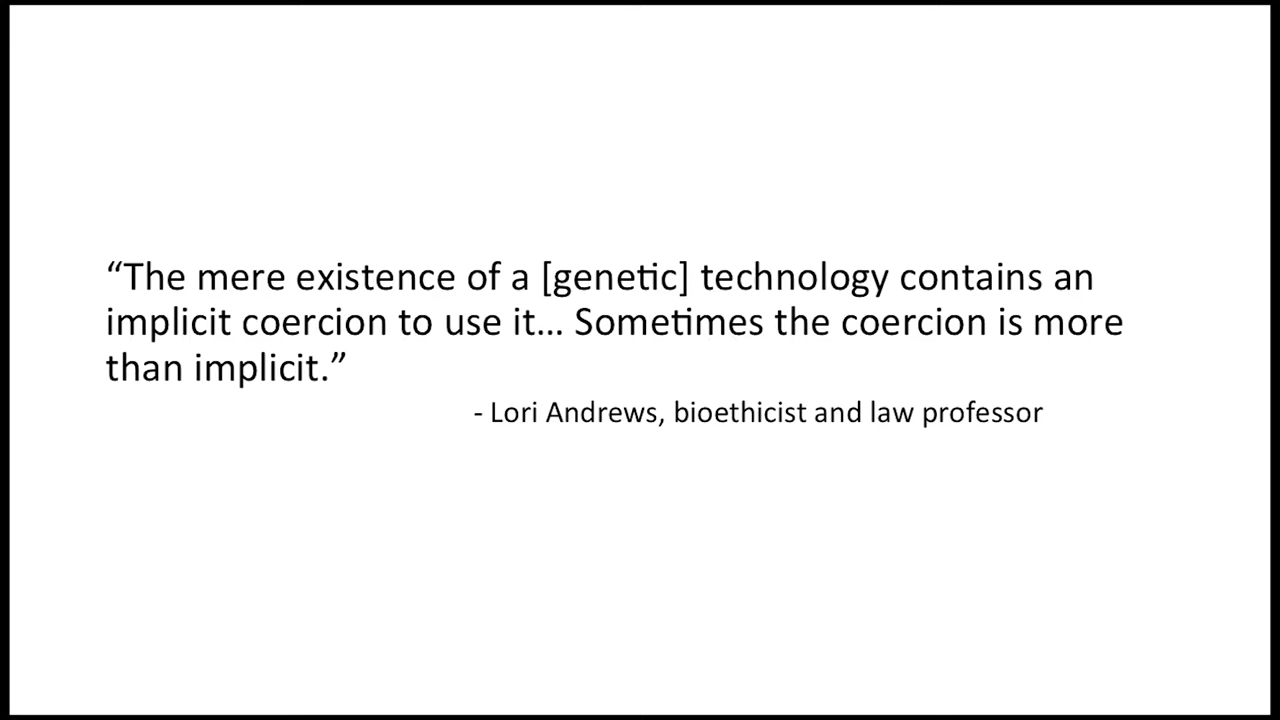 “The mere existence of a [genetic] technology contains an
implicit coercion to use it... Sometimes the coercion is more
than implicit.”
- Lori Andrews, bioethicist and law professor